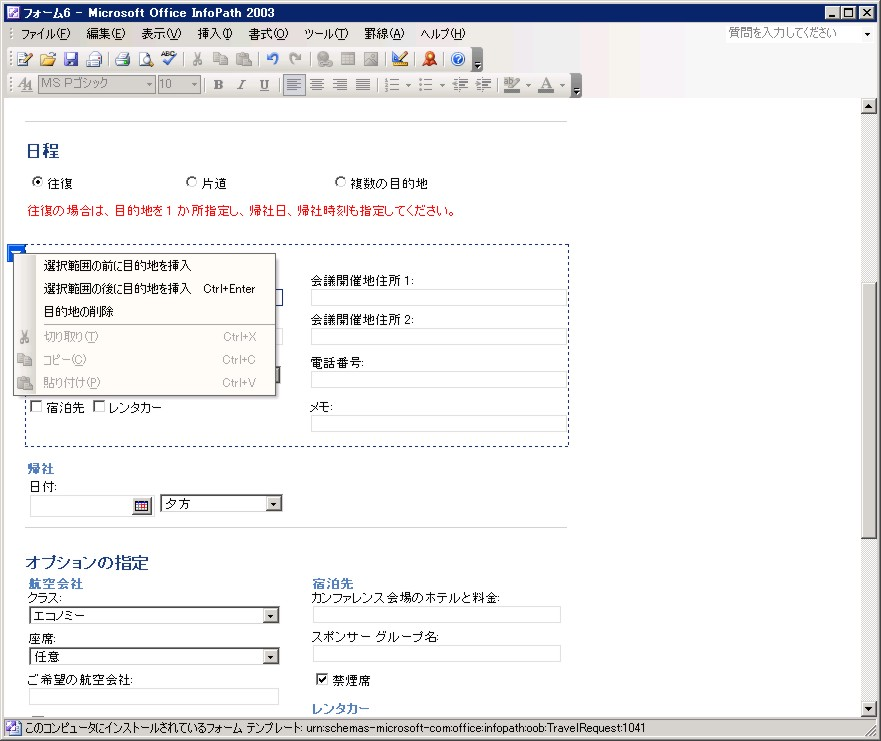 フォーム6 - Microsoft Office InfoPath 2003
ファイル(F) 編集(E) 表示(V) 挿入(I) 書式(O) ツール(T) 罫線(A) ヘルプ(H) 質問を入力してください
MS Pゴシック 10 B I U
日程
往復 片道 複数の目的地
往復の場合は、目的地を1 か所指定し、帰社日、帰社時刻も指定してください。
選択範囲の前に目的地を挿入
選択範囲の後に目的地を挿入 Ctrl+Enter
目的地の削除
切り取り(T) Ctrl+X
コピー(C) Ctrl+C
貼り付け(P) Ctrl+V
会議開催地住所 1:
会議開催地住所 2:
電話番号:
宿泊先 レンタカー メモ:
帰社
日付:
夕方
オプションの指定
航空会社
クラス:
エコノミー
座席:
任意
ご希望の航空会社:
宿泊先
カンファレンス会場のホテルと料金:
スポンサー グループ名:
禁煙席
レンタカー
このコンピュータにインストールされているフォーム テンプレート: urn:schemas-microsoft-com:office:infopath:oob:TravelRequest:1041